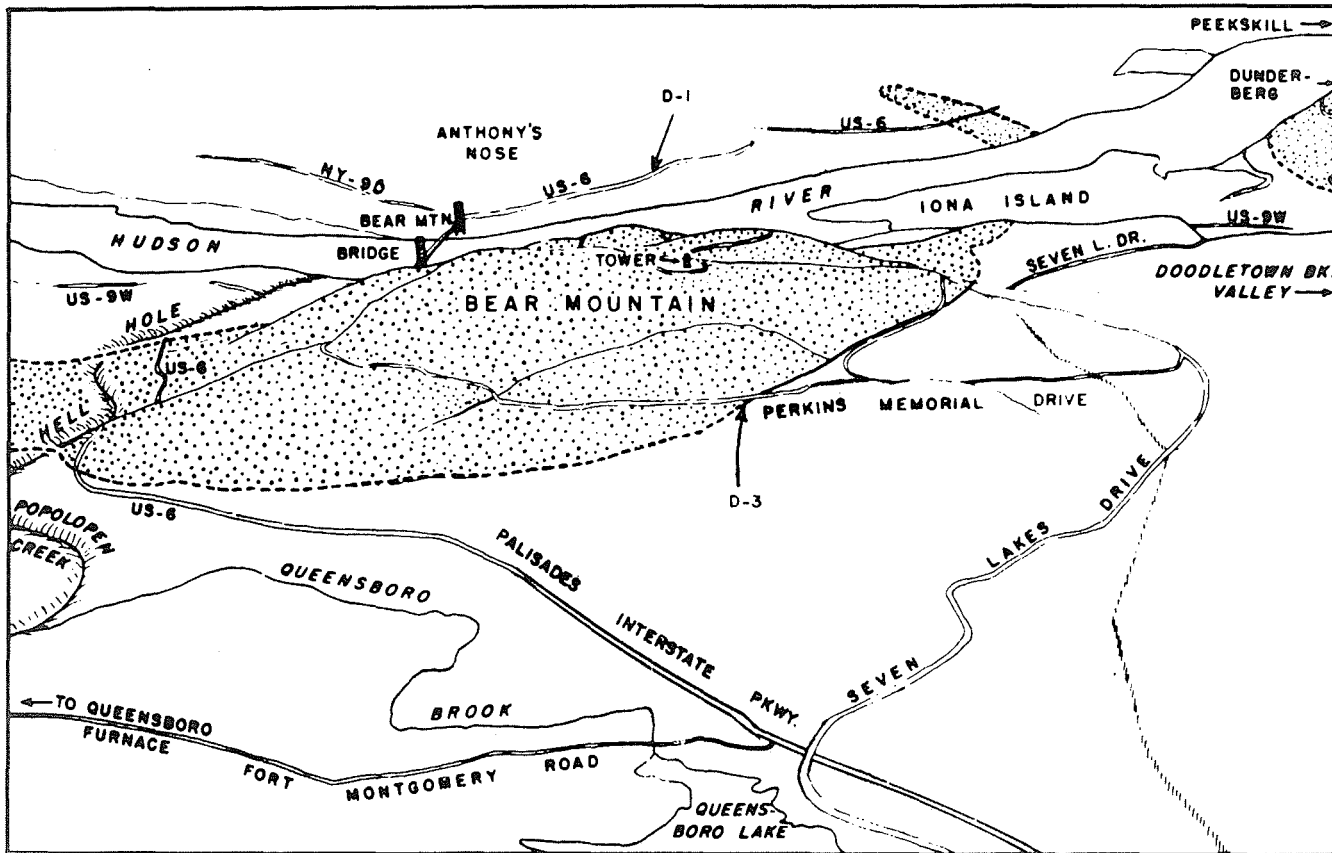 PEEKSKILL →
DUNDER-
BERG →
D-1
US-6
ANTHONY'S
NOSE
NY-9D
US-6
RIVER
IONA ISLAND
BEAR MTN.
BRIDGE
HUDSON
US-9W
SEVEN L. DR.
TOWER
DOODLETOWN BK.
VALLEY →
US-9W
HOLE
BEAR MOUNTAIN
US-6
HELL
PERKINS MEMORIAL DRIVE
D-3
US-6
POPOLOPEN
CREEK
QUEENSBORO
BROOK
PALISADES INTERSTATE PKWY.
SEVEN LAKES DRIVE
← TO QUEENSBORO
FURNACE
FORT MONTGOMERY ROAD
QUEENS-
BORO LAKE